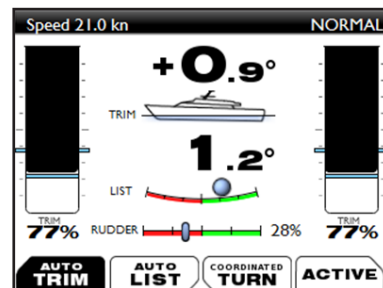 Speed 21.0 kn NORMAL
+0.9°
TRIM
1.2°
LIST
TRIM 77% RUDDER 28% TRIM 77%
AUTO TRIM AUTO LIST COORDINATED TURN ACTIVE